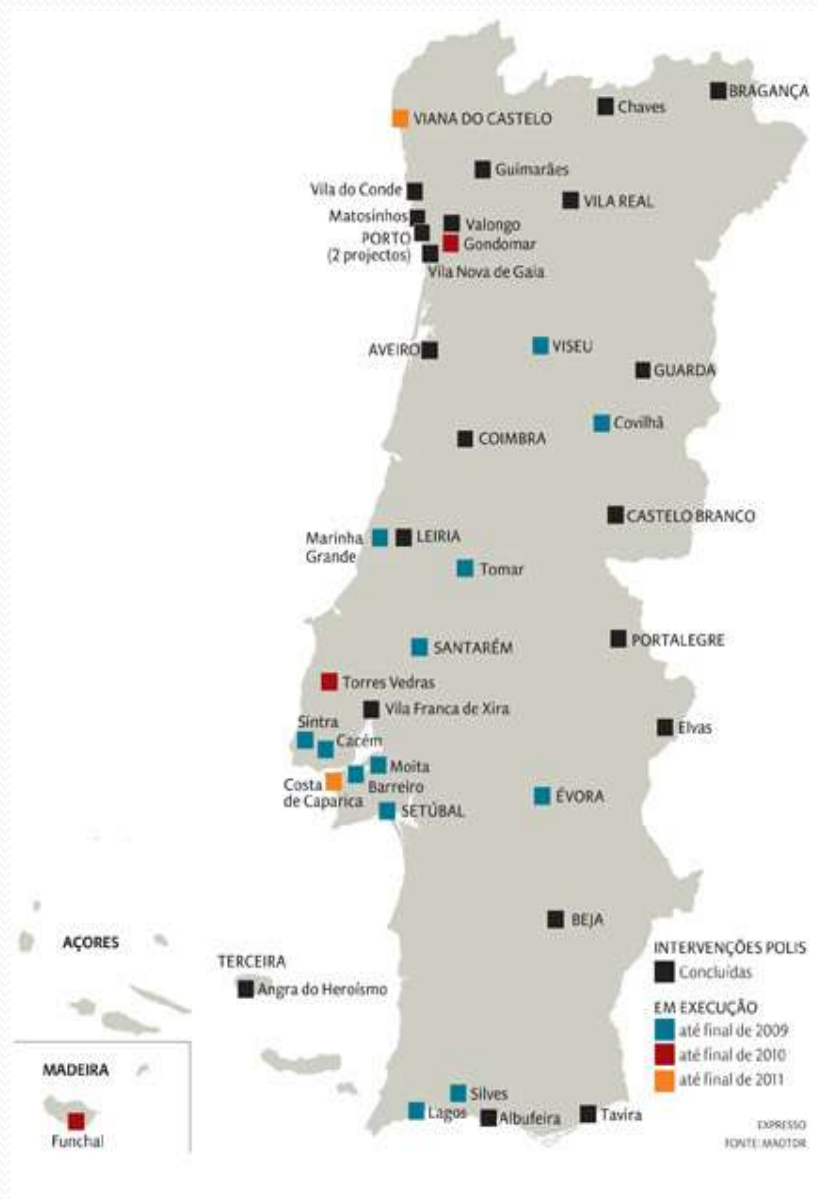 BRAGANÇA
Chaves
VIANA DO CASTELO
Guimarães
Vila do Conde
VILA REAL
Matosinhos
Valongo
PORTO
(2 projectos)
Gondomar
Vila Nova de Gaia
AVEIRO
VISEU
GUARDA
Covilhã
COIMBRA
CASTELO BRANCO
Marinha
Grande
LEIRIA
Tomar
PORTALEGRE
SANTARÉM
Torres Vedras
Vila Franca de Xira
Elvas
Sintra
Cacém
Moita
Barreiro
Costa
de Caparica
ÉVORA
SETÚBAL
BEJA
AÇORES
TERCEIRA
Angra do Heroísmo
MADEIRA
Funchal
Silves
Lagos
Albufeira
Tavira
INTERVENÇÕES POLIS
Concluídas
EM EXECUÇÃO
até final de 2009
até final de 2010
até final de 2011
EXPRESSO
FONTE: MAOTDR